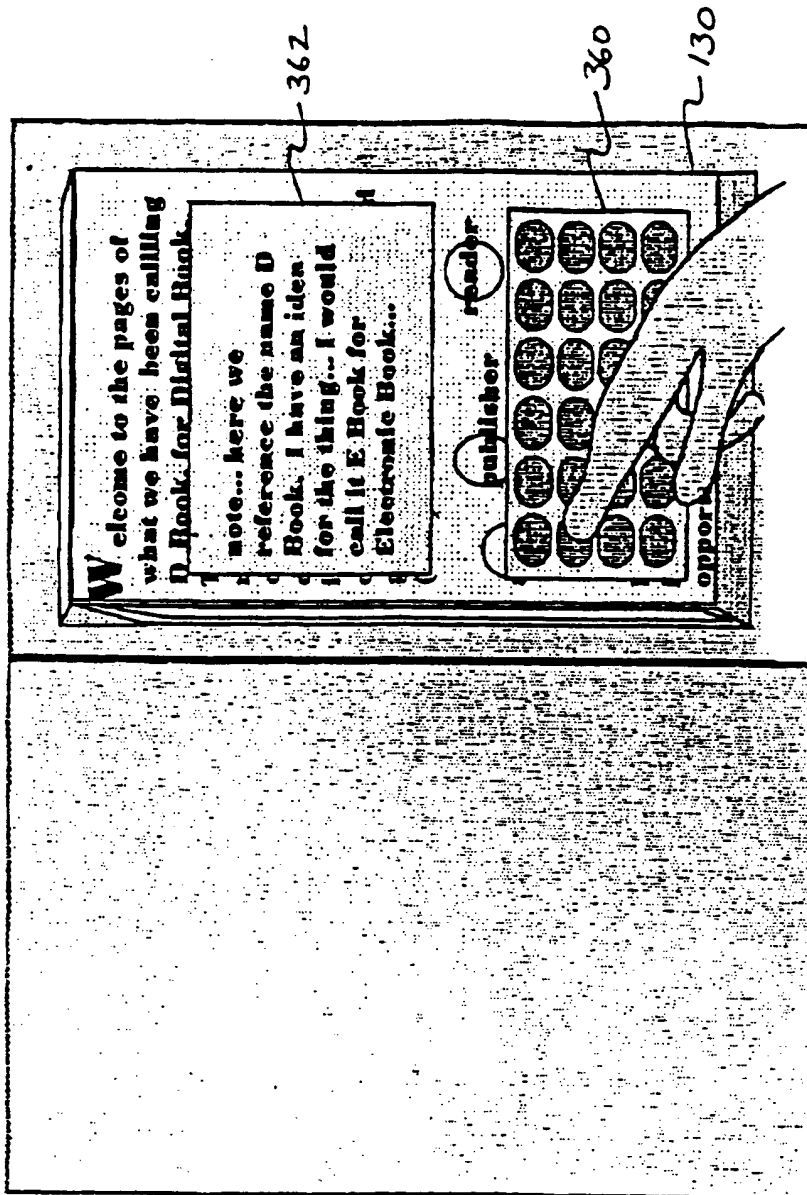 Welcome to the pages of
what we have been callling
D Book, for Digital Book.
note... here we
reference the name D
Book. I have an idea
for the thing... I would
call it E Book for
Electronic Book...
publisher
reader
opport
362
360
130